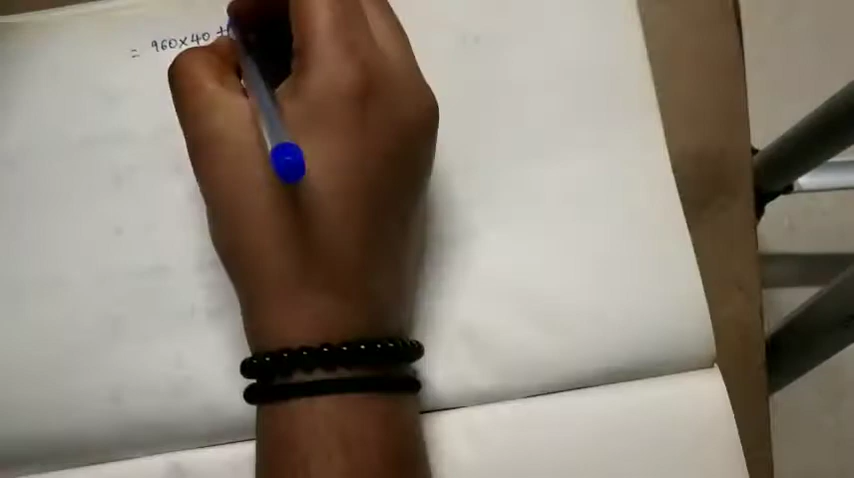 = 960x40 +